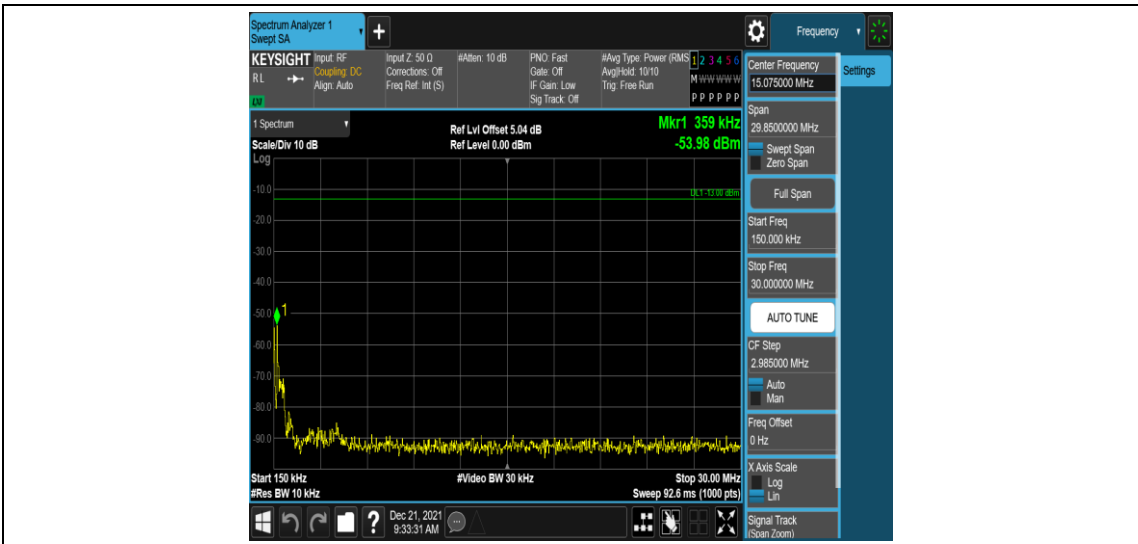 Spectrum Analyzer 1
Swept SA
+
Frequency
KEYSIGHT
RL
LXI
Input: RF
Coupling: DC
Align: Auto
Input Z: 50 Ω
Corrections: Off
Freq Ref: Int (S)
#Atten: 10 dB
PNO: Fast
Gate: Off
IF Gain: Low
Sig Track: Off
#Avg Type: Power (RMS
Avg|Hold: 10/10
Trig: Free Run
1 2 3 4 5 6
M W W W W W
P P P P P P
1 Spectrum
Scale/Div 10 dB
Ref Lvl Offset 5.04 dB
Ref Level 0.00 dBm
Mkr1 359 kHz
-53.98 dBm
Log
DL1 -13.00 dBm
-10.0
-20.0
-30.0
-40.0
-50.0
1
-60.0
-70.0
-80.0
-90.0
Start 150 kHz
#Res BW 10 kHz
#Video BW 30 kHz
Stop 30.00 MHz
Sweep 92.6 ms (1000 pts)
?
Dec 21, 2021
9:33:31 AM
Center Frequency
15.075000 MHz
Settings
Span
29.8500000 MHz
Swept Span
Zero Span
Full Span
Start Freq
150.000 kHz
Stop Freq
30.000000 MHz
AUTO TUNE
CF Step
2.985000 MHz
Auto
Man
Freq Offset
0 Hz
X Axis Scale
Log
Lin
Signal Track
(Span Zoom)